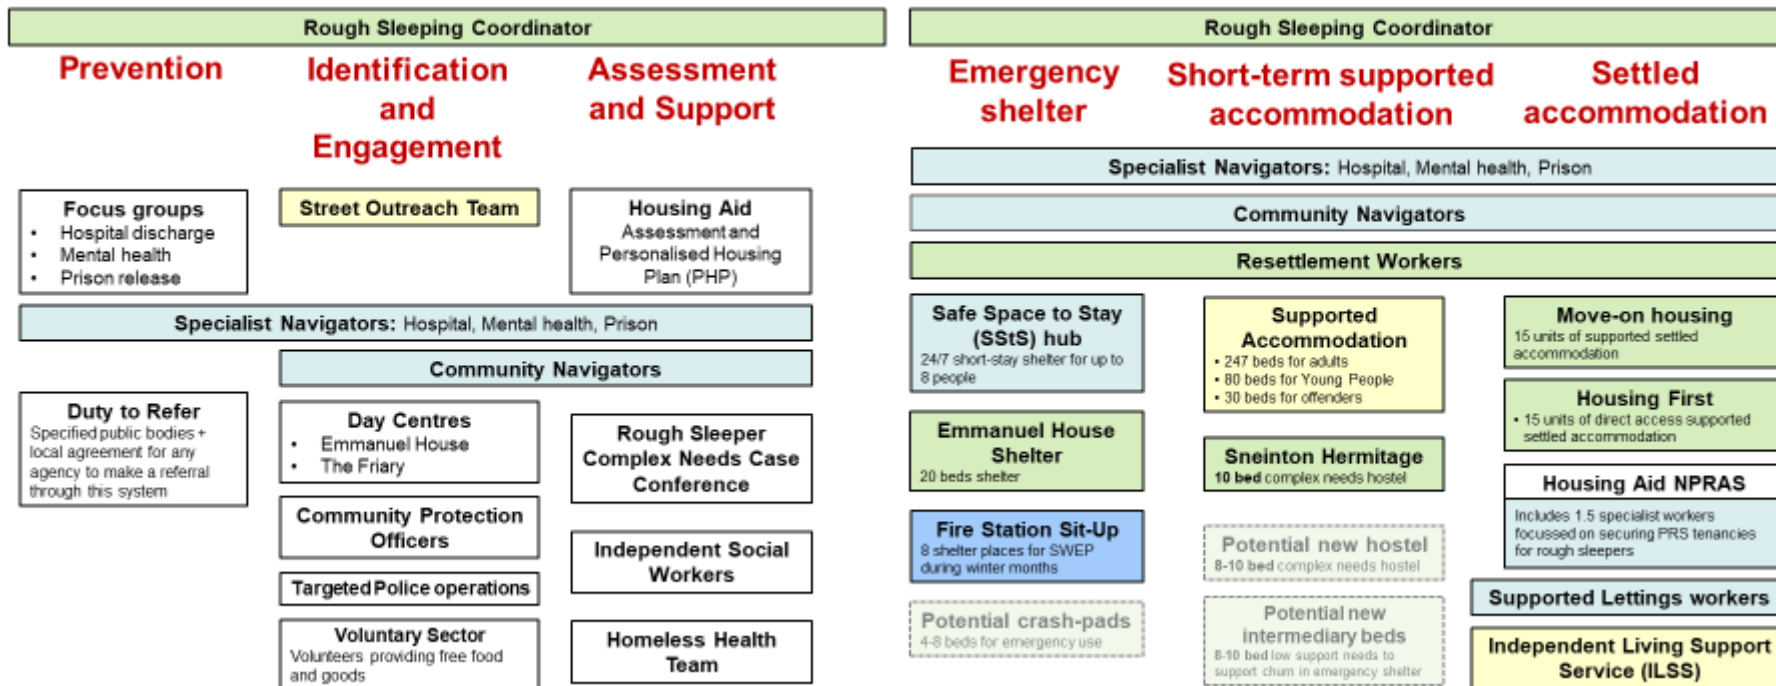 Rough Sleeping Coordinator
Prevention
Identification
and
Engagement
Assessment
and Support
Focus groups
• Hospital discharge
• Mental health
• Prison release
Street Outreach Team
Housing Aid
Assessment and
Personalised Housing
Plan (PHP)
Specialist Navigators: Hospital, Mental health, Prison
Community Navigators
Duty to Refer
Specified public bodies +
local agreement for any
agency to make a referral
through this system
Day Centres
• Emmanuel House
• The Friary
Community Protection
Officers
Targeted Police operations
Voluntary Sector
Volunteers providing free food
and goods
Rough Sleeper
Complex Needs Case
Conference
Independent Social
Workers
Homeless Health
Team
Rough Sleeping Coordinator
Emergency
shelter
Short-term supported
accommodation
Settled
accommodation
Specialist Navigators: Hospital, Mental health, Prison
Community Navigators
Resettlement Workers
Safe Space to Stay
(SStS) hub
24/7 short-stay shelter for up to
8 people
Emmanuel House
Shelter
20 beds shelter
Fire Station Sit-Up
8 shelter places for SWEP
during winter months
Potential crash-pads
4-8 beds for emergency use
Supported
Accommodation
• 247 beds for adults
• 80 beds for Young People
• 30 beds for offenders
Sneinton Hermitage
10 bed complex needs hostel
Potential new hostel
8-10 bed complex needs hostel
Potential new
intermediary beds
8-10 bed low support needs to
support churn in emergency shelter
Move-on housing
15 units of supported settled
accommodation
Housing First
• 15 units of direct access supported
settled accommodation
Housing Aid NPRAS
Includes 1.5 specialist workers
focussed on securing PRS tenancies
for rough sleepers
Supported Lettings workers
Independent Living Support
Service (ILSS)